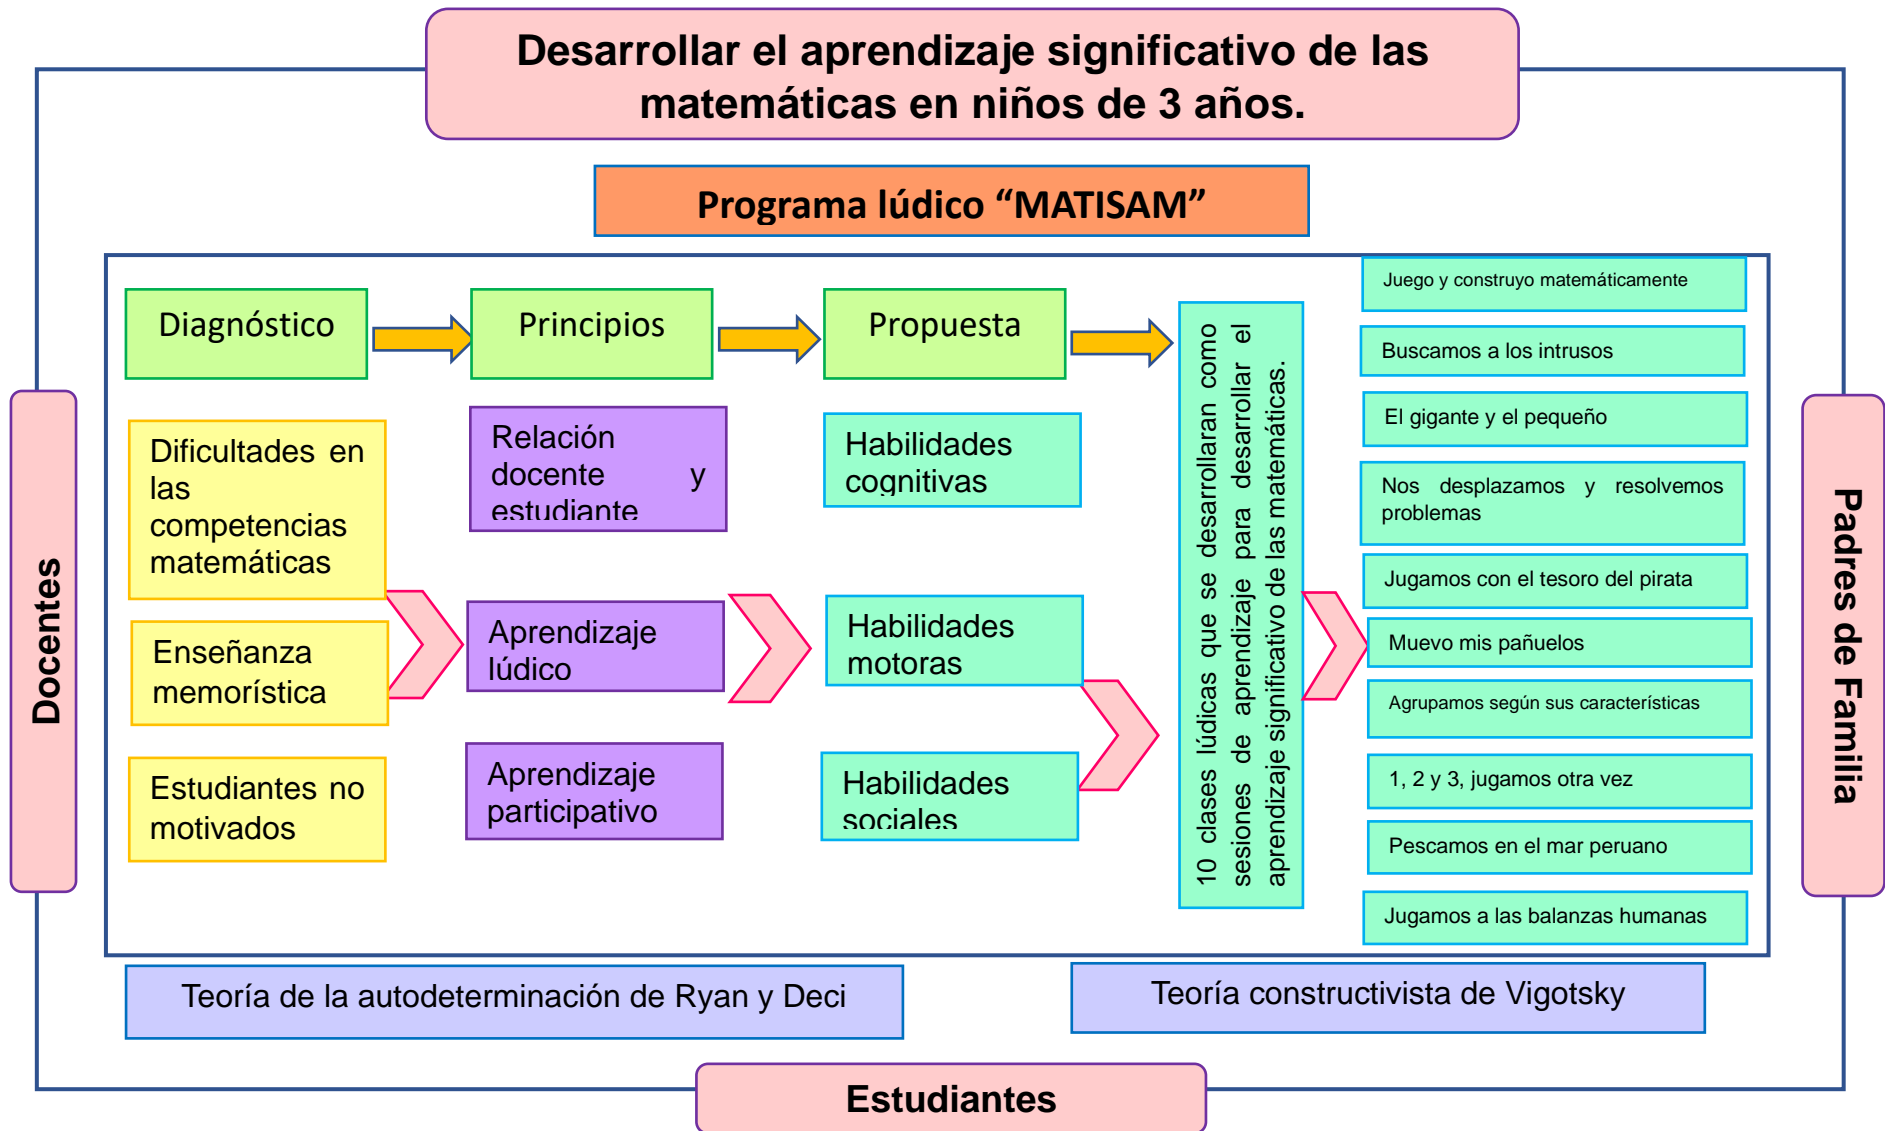 Desarrollar el aprendizaje significativo de las
matemáticas en niños de 3 años.
Programa lúdico “MATISAM”
Diagnóstico
Principios
Propuesta
Dificultades en
las
competencias
matemáticas
Enseñanza
memorística
Estudiantes no
motivados
Relación
docente y
estudiante
Aprendizaje
lúdico
Aprendizaje
participativo
Habilidades
cognitivas
Habilidades
motoras
Habilidades
sociales
10 clases lúdicas que se desarrollaran como
sesiones de aprendizaje para desarrollar el
aprendizaje significativo de las matemáticas.
Juego y construyo matemáticamente
Buscamos a los intrusos
El gigante y el pequeño
Nos desplazamos y resolvemos
problemas
Jugamos con el tesoro del pirata
Muevo mis pañuelos
Agrupamos según sus características
1, 2 y 3, jugamos otra vez
Pescamos en el mar peruano
Jugamos a las balanzas humanas
Docentes
Padres de Familia
Teoría de la autodeterminación de Ryan y Deci
Teoría constructivista de Vigotsky
Estudiantes